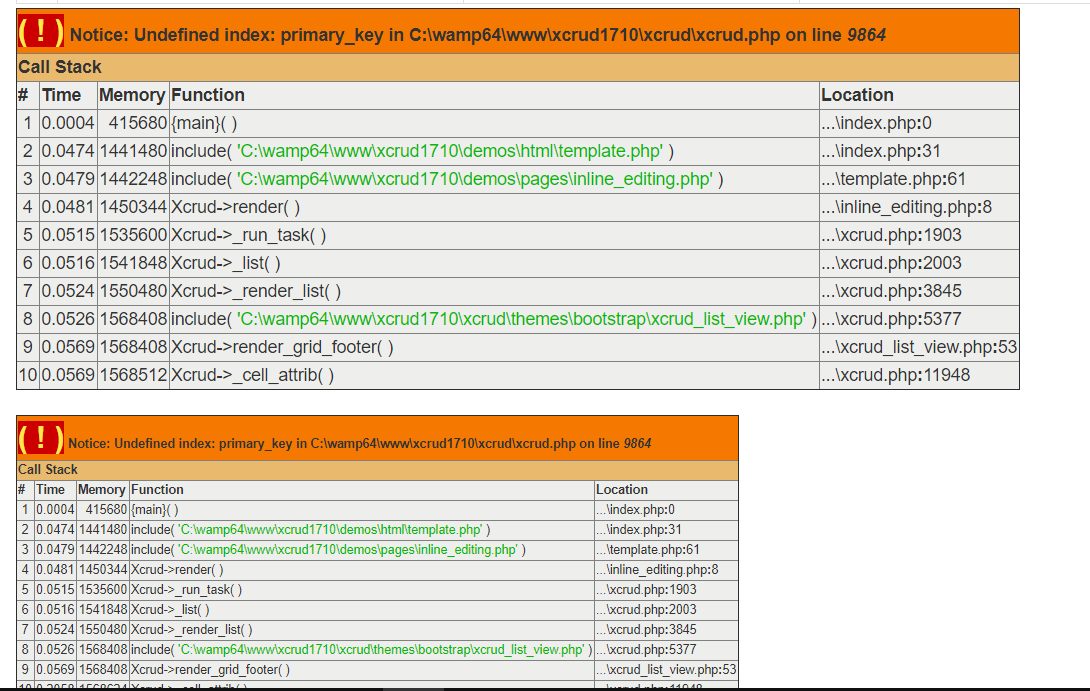 ( ! ) Notice: Undefined index: primary_key in C:\wamp64\www\xcrud1710\xcrud\xcrud.php on line 9864
Call Stack
# Time Memory Function Location
1 0.0004 415680 {main}( ) ...\index.php:0
2 0.0474 1441480 include( 'C:\wamp64\www\xcrud1710\demos\html\template.php' ) ...\index.php:31
3 0.0479 1442248 include( 'C:\wamp64\www\xcrud1710\demos\pages\inline_editing.php' ) ...\template.php:61
4 0.0481 1450344 Xcrud->render( ) ...\inline_editing.php:8
5 0.0515 1535600 Xcrud->_run_task( ) ...\xcrud.php:1903
6 0.0516 1541848 Xcrud->_list( ) ...\xcrud.php:2003
7 0.0524 1550480 Xcrud->_render_list( ) ...\xcrud.php:3845
8 0.0526 1568408 include( 'C:\wamp64\www\xcrud1710\xcrud\themes\bootstrap\xcrud_list_view.php' ) ...\xcrud.php:5377
9 0.0569 1568408 Xcrud->render_grid_footer( ) ...\xcrud_list_view.php:53
10 0.0569 1568512 Xcrud->_cell_attrib( ) ...\xcrud.php:11948
( ! ) Notice: Undefined index: primary_key in C:\wamp64\www\xcrud1710\xcrud\xcrud.php on line 9864
Call Stack
# Time Memory Function Location
1 0.0004 415680 {main}( ) ...\index.php:0
2 0.0474 1441480 include( 'C:\wamp64\www\xcrud1710\demos\html\template.php' ) ...\index.php:31
3 0.0479 1442248 include( 'C:\wamp64\www\xcrud1710\demos\pages\inline_editing.php' ) ...\template.php:61
4 0.0481 1450344 Xcrud->render( ) ...\inline_editing.php:8
5 0.0515 1535600 Xcrud->_run_task( ) ...\xcrud.php:1903
6 0.0516 1541848 Xcrud->_list( ) ...\xcrud.php:2003
7 0.0524 1550480 Xcrud->_render_list( ) ...\xcrud.php:3845
8 0.0526 1568408 include( 'C:\wamp64\www\xcrud1710\xcrud\themes\bootstrap\xcrud_list_view.php' ) ...\xcrud.php:5377
9 0.0569 1568408 Xcrud->render_grid_footer( ) ...\xcrud_list_view.php:53